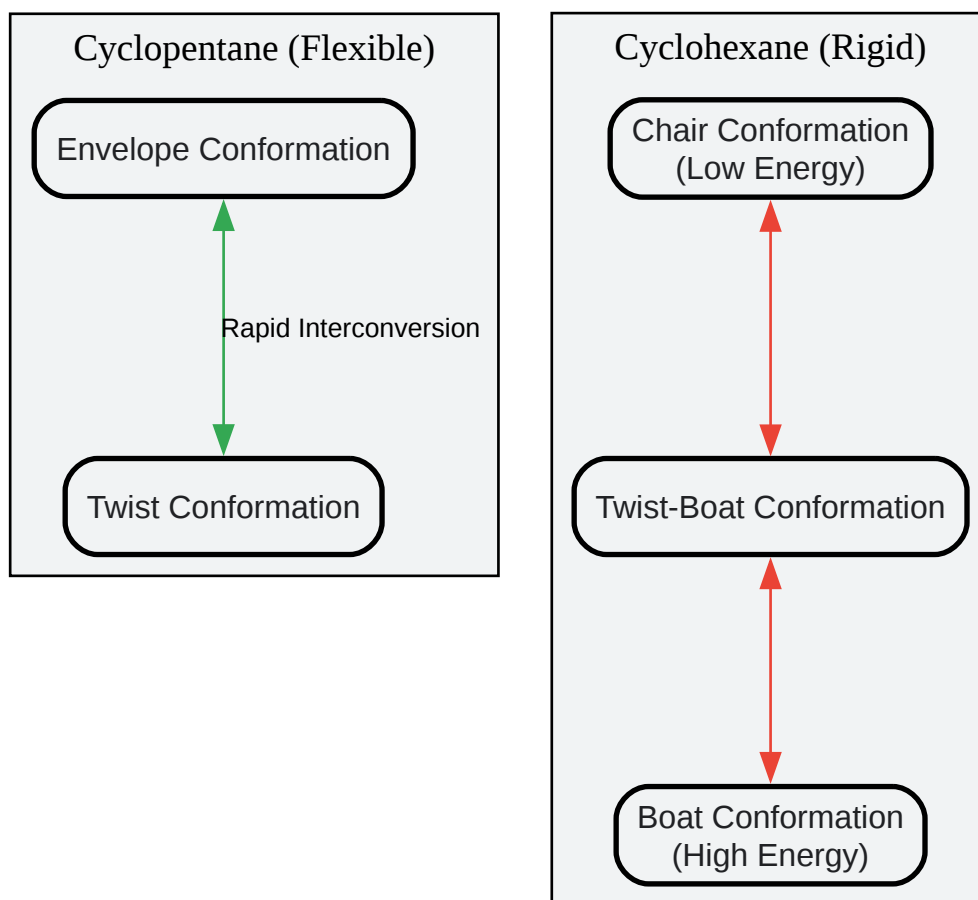 Cyclopentane (Flexible)
Envelope Conformation
Rapid Interconversion
Twist Conformation
Cyclohexane (Rigid)
Chair Conformation
(Low Energy)
Twist-Boat Conformation
Boat Conformation
(High Energy)